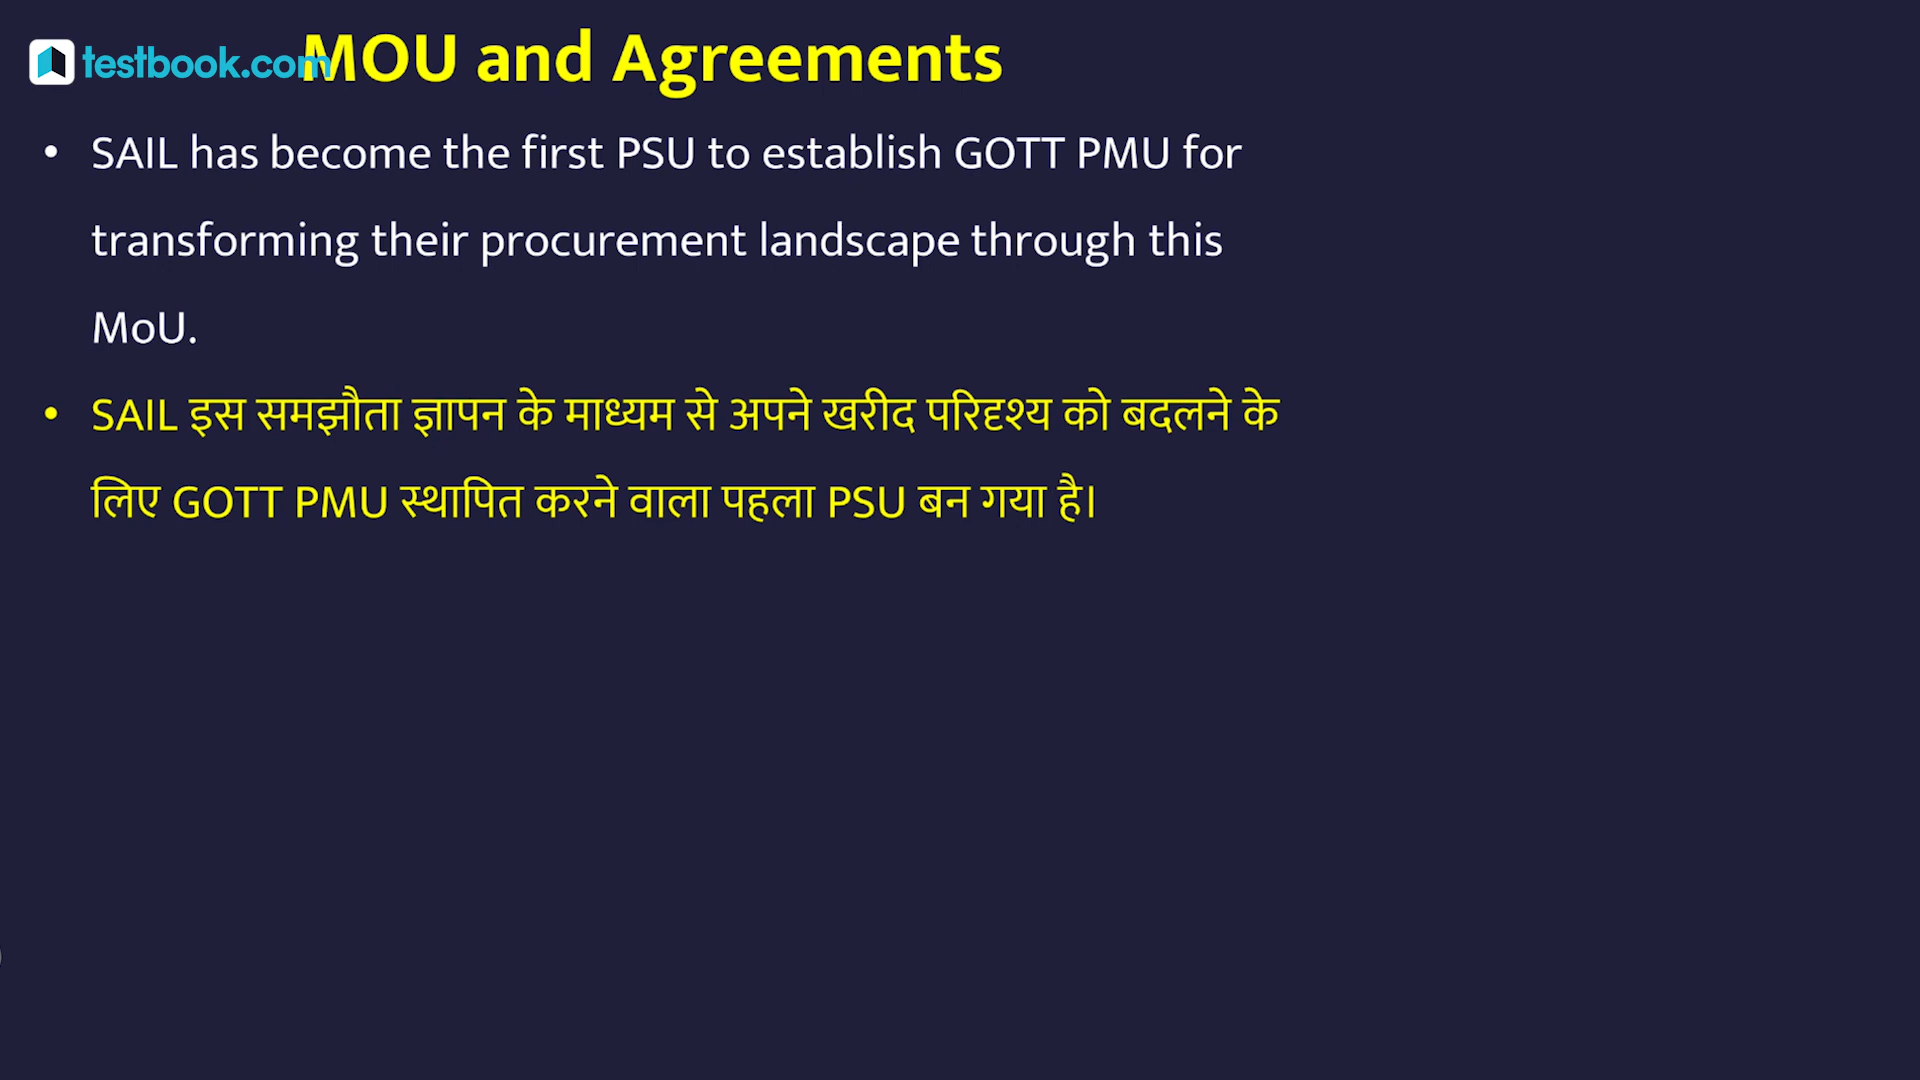 testbook.com
MOU and Agreements
• SAIL has become the first PSU to establish GOTT PMU for
transforming their procurement landscape through this
MoU.
• SAIL इस समझौता ज्ञापन के माध्यम से अपने खरीद परिदृश्य को बदलने के
लिए GOTT PMU स्थापित करने वाला पहला PSU बन गया है।